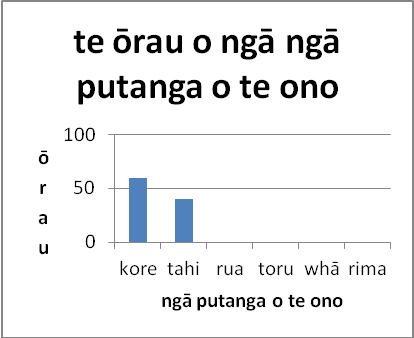 te ōrau o ngā ngā
putanga o te ono
100
50
0
ōrau
kore tahi rua toru whā rima
ngā putanga o te ono